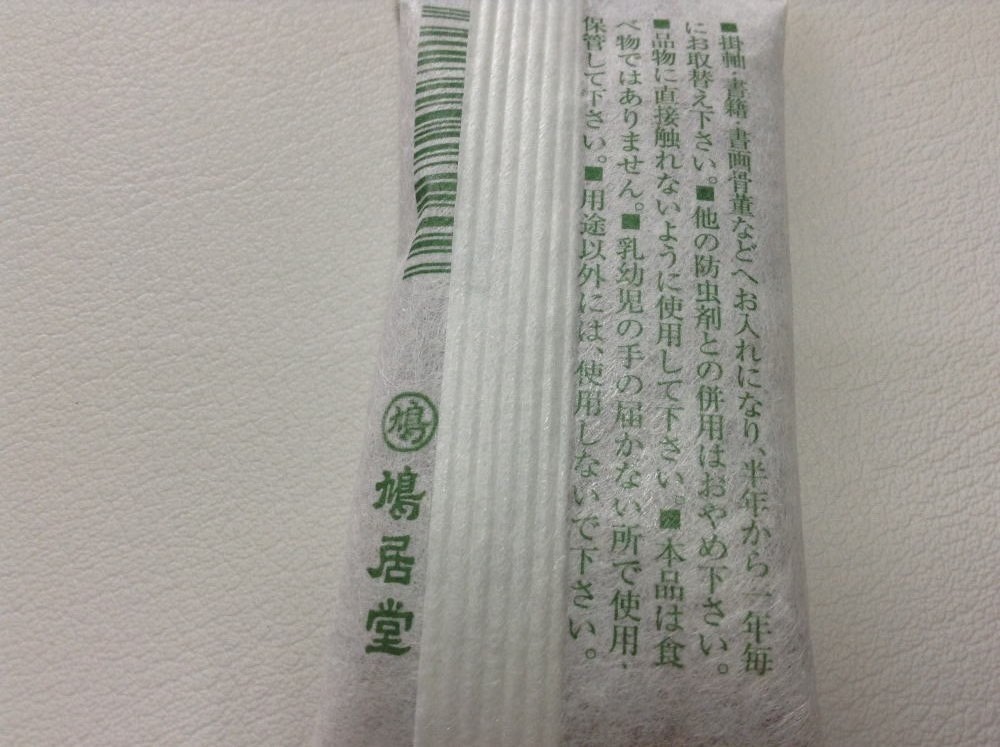 ■掛軸・書籍・書画骨董などへお入れになり、半年から一年毎
にお取替え下さい。■他の防虫剤との併用はおやめ下さい。
■品物に直接触れないように使用して下さい。■本品は食
べ物ではありません。■乳幼児の手の届かない所で使用・
保管して下さい。■用途以外には、使用しないで下さい。
鳩 鳩居堂